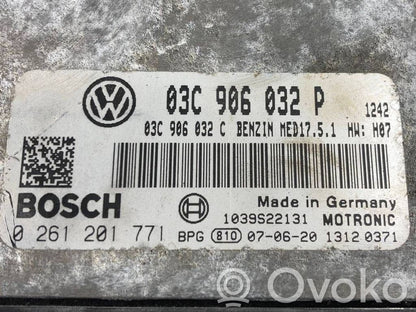 03C 906 032 P 1242
03C 906 032 C BENZIN MED17.5.1 HW: H07
BOSCH
Made in Germany
1039S22131 MOTRONIC
0 261 201 771 BPG 810 07-06-20 1312 0371
Ovoko